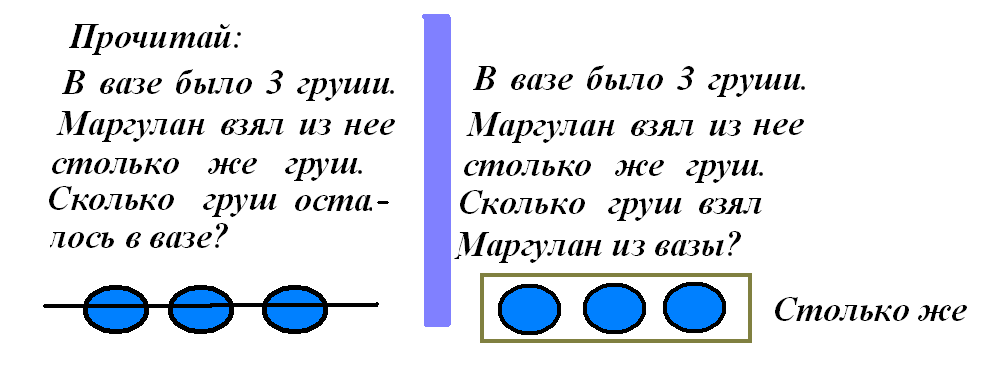 Прочитай:
В вазе было 3 груши.
Маргулан взял из нее
столько же груш.
Сколько груш оста-
лось в вазе?
В вазе было 3 груши.
Маргулан взял из нее
столько же груш.
Сколько груш взял
Маргулан из вазы?
Столько же